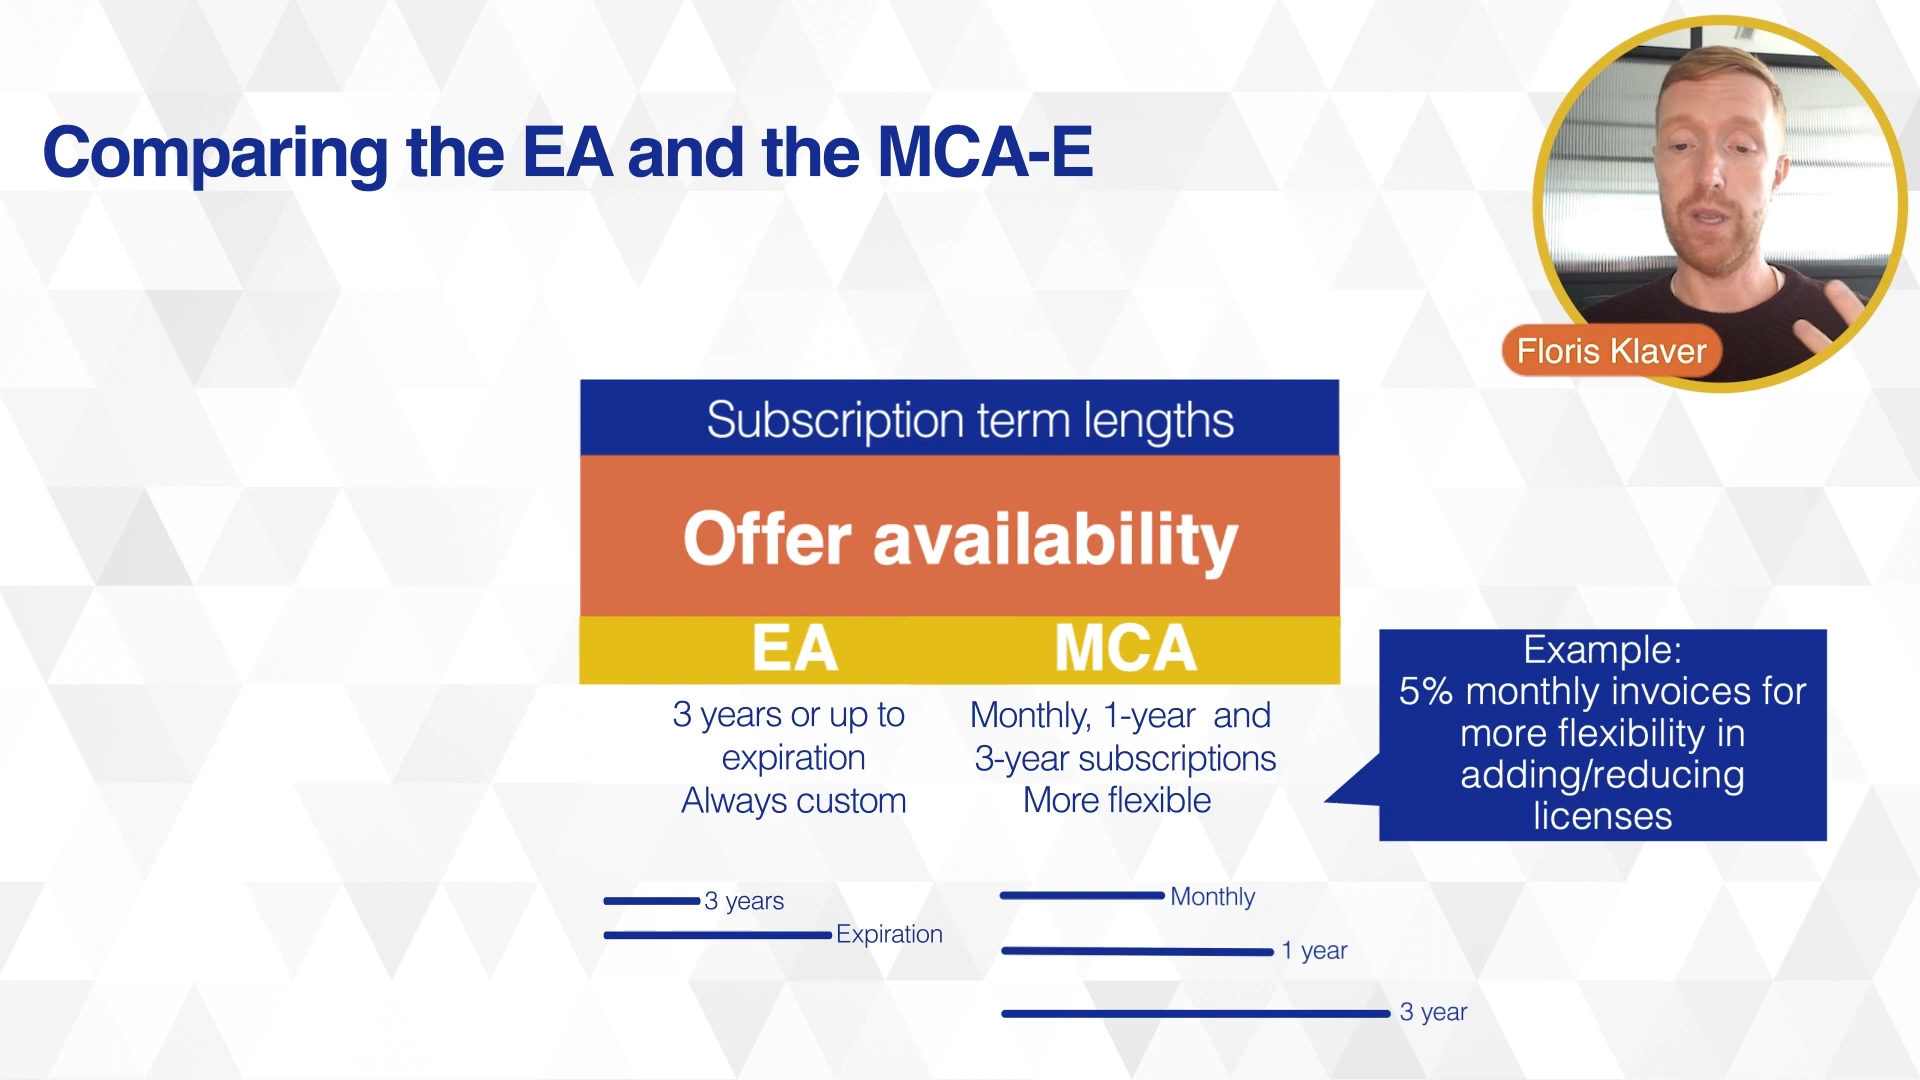 Comparing the EA and the MCA-E
Floris Klaver
Subscription term lengths
Offer availability
EA
MCA
3 years or up to
expiration
Always custom
Monthly, 1-year and
3-year subscriptions
More flexible
Example:
5% monthly invoices for
more flexibility in
adding/reducing
licenses
3 years
Expiration
Monthly
1 year
3 year